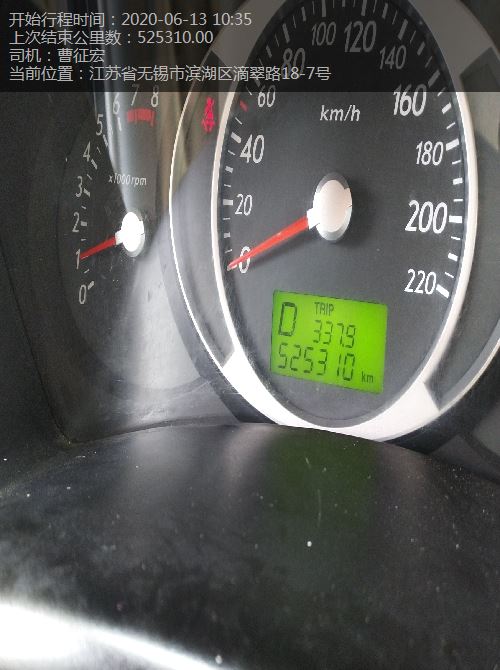 开始行程时间：2020-06-13 10:35
上次结束公里数：525310.00
司机：曹征宏
当前位置：江苏省无锡市滨湖区滴翠路18-7号
8
7
6
5
4
3
2
1
0
x1000rpm
120
100
140
80
60
160
km/h
40
180
20
200
0
220
TRIP
D 337.9
525310 km